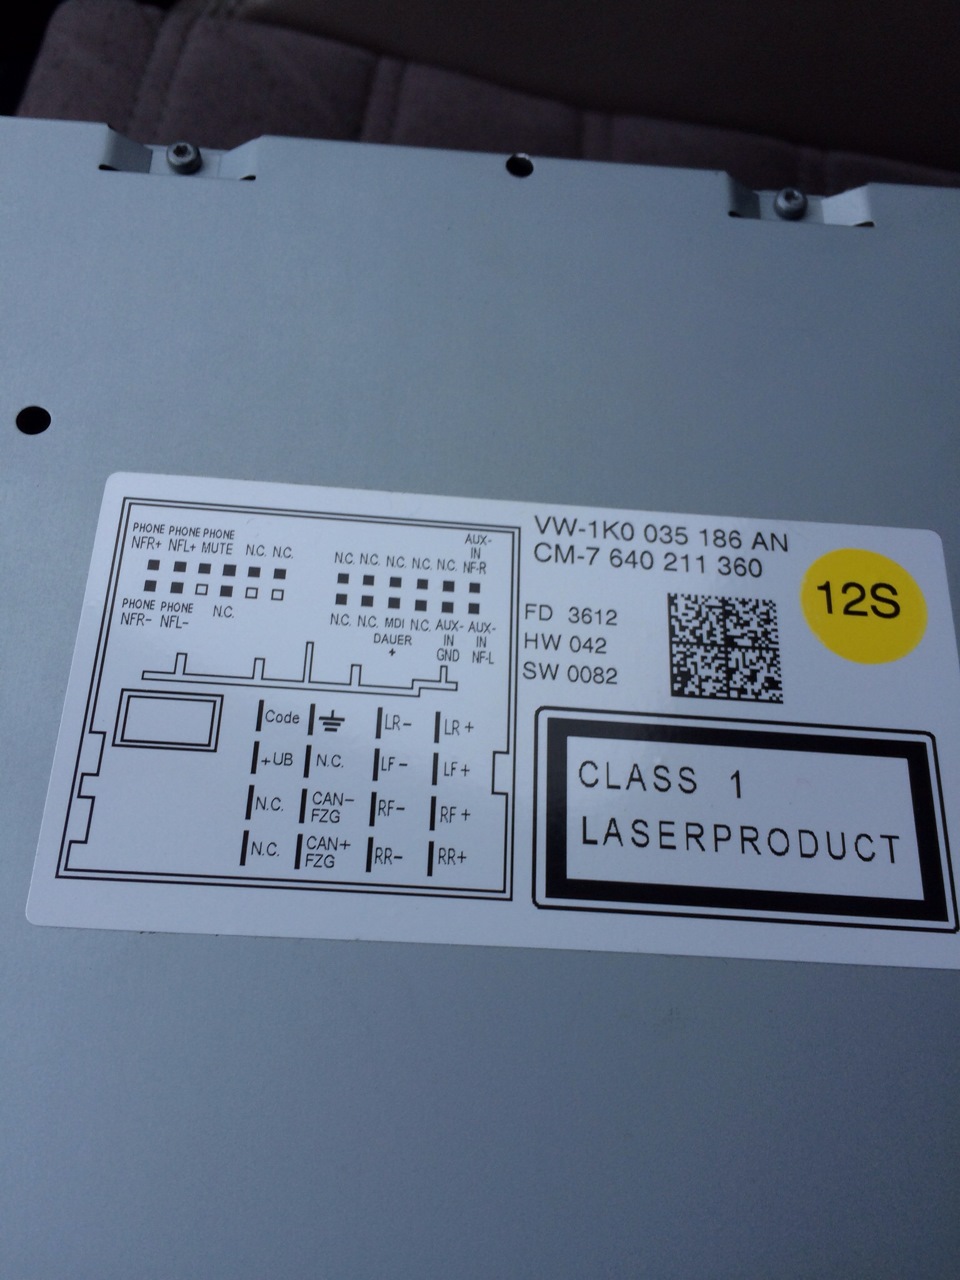 PHONE PHONE PHONE
NFR+ NFL+ MUTE N.C. N.C.
PHONE PHONE N.C.
NFR- NFL-
AUX-
IN
N.C. N.C. N.C. N.C. N.C. NF-R
N.C. N.C. MDI N.C. AUX- AUX-
DAUER IN IN
+ GND NF-L
Code LR- LR+
+UB N.C. LF- LF+
N.C. CAN- FZG RF- RF+
N.C. CAN+ FZG RR- RR+
VW-1K0 035 186 AN
CM-7 640 211 360
FD 3612
HW 042
SW 0082
12S
CLASS 1
LASERPRODUCT